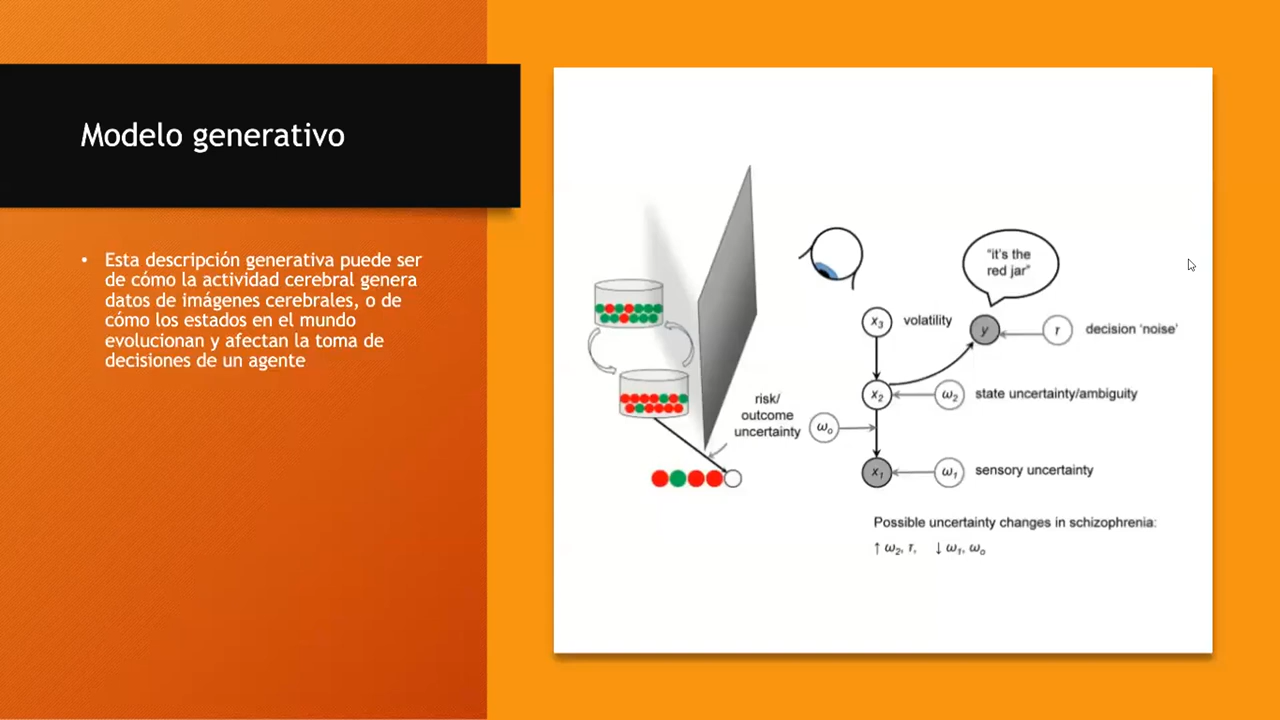 Modelo generativo
• Esta descripción generativa puede ser
de cómo la actividad cerebral genera
datos de imágenes cerebrales, o de
cómo los estados en el mundo
evolucionan y afectan la toma de
decisiones de un agente
"it's the
red jar"
x3
volatility
y
r
decision 'noise'
x2
ω2
state uncertainty/ambiguity
risk/
outcome
uncertainty
ωo
x1
ω1
sensory uncertainty
Possible uncertainty changes in schizophrenia:
↑ ω2, r, ↓ ω1, ωo